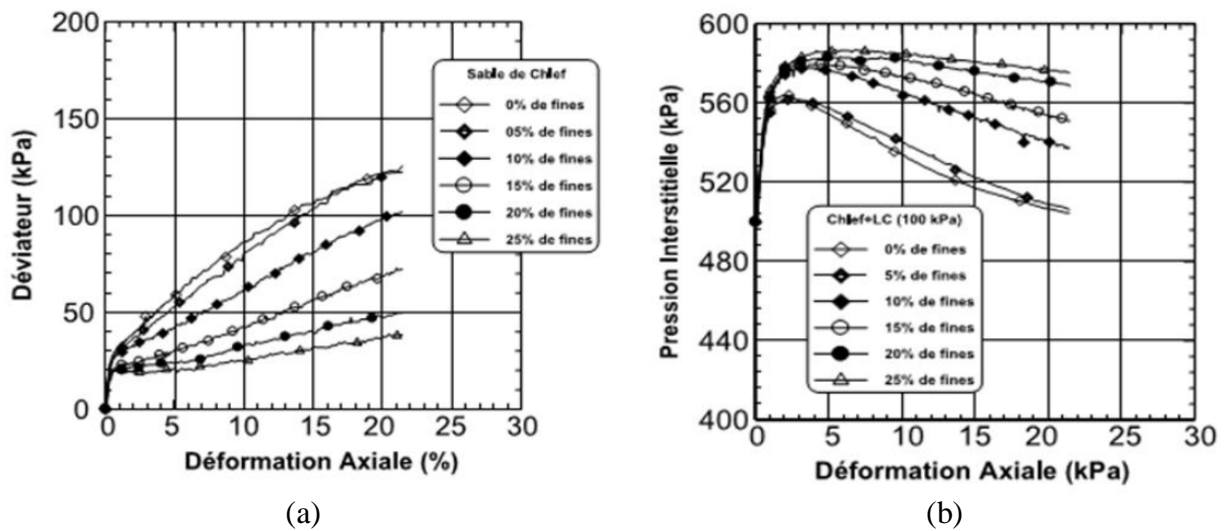 200
150
100
50
0
0 5 10 15 20 25 30
Déviateur (kPa)
Déformation Axiale (%)
Sable de Chlef
0% de fines
05% de fines
10% de fines
15% de fines
20% de fines
25% de fines
(a)
600
560
520
480
440
400
0 5 10 15 20 25 30
Pression Interstitielle (kPa)
Déformation Axiale (kPa)
Chlef+LC (100 kPa)
0% de fines
5% de fines
10% de fines
15% de fines
20% de fines
25% de fines
(b)